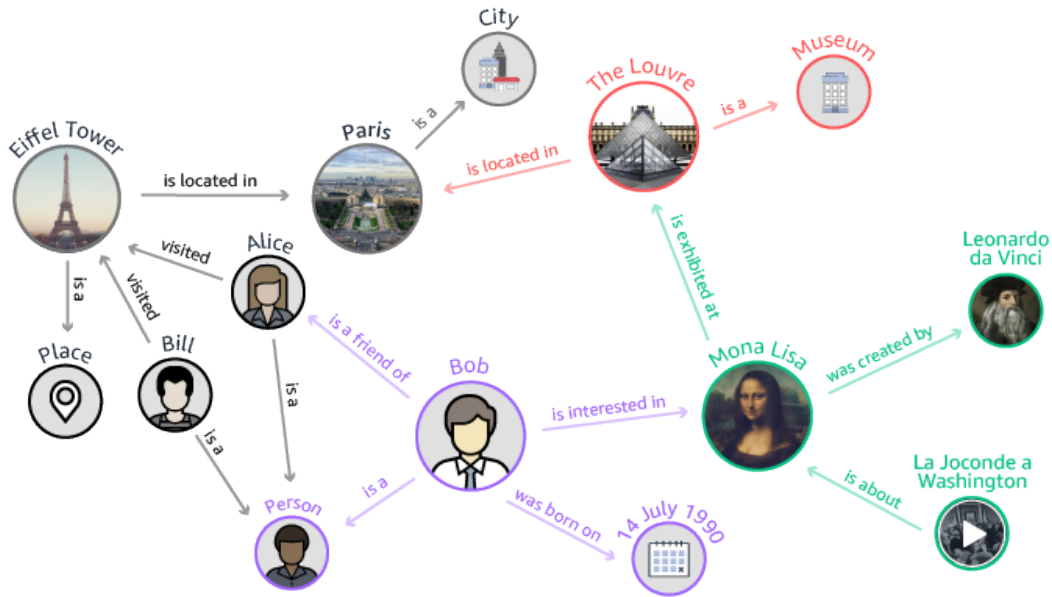 City
Museum
The Louvre
is a
is a
Paris
Eiffel Tower
is located in
is located in
visited
Alice
is exhibited at
Leonardo
da Vinci
is a
visited
Place
Bill
is a friend of
Bob
Mona Lisa
was created by
is a
is interested in
is a
La Joconde a
Washington
is about
Person
is a
was born on
14 July 1990